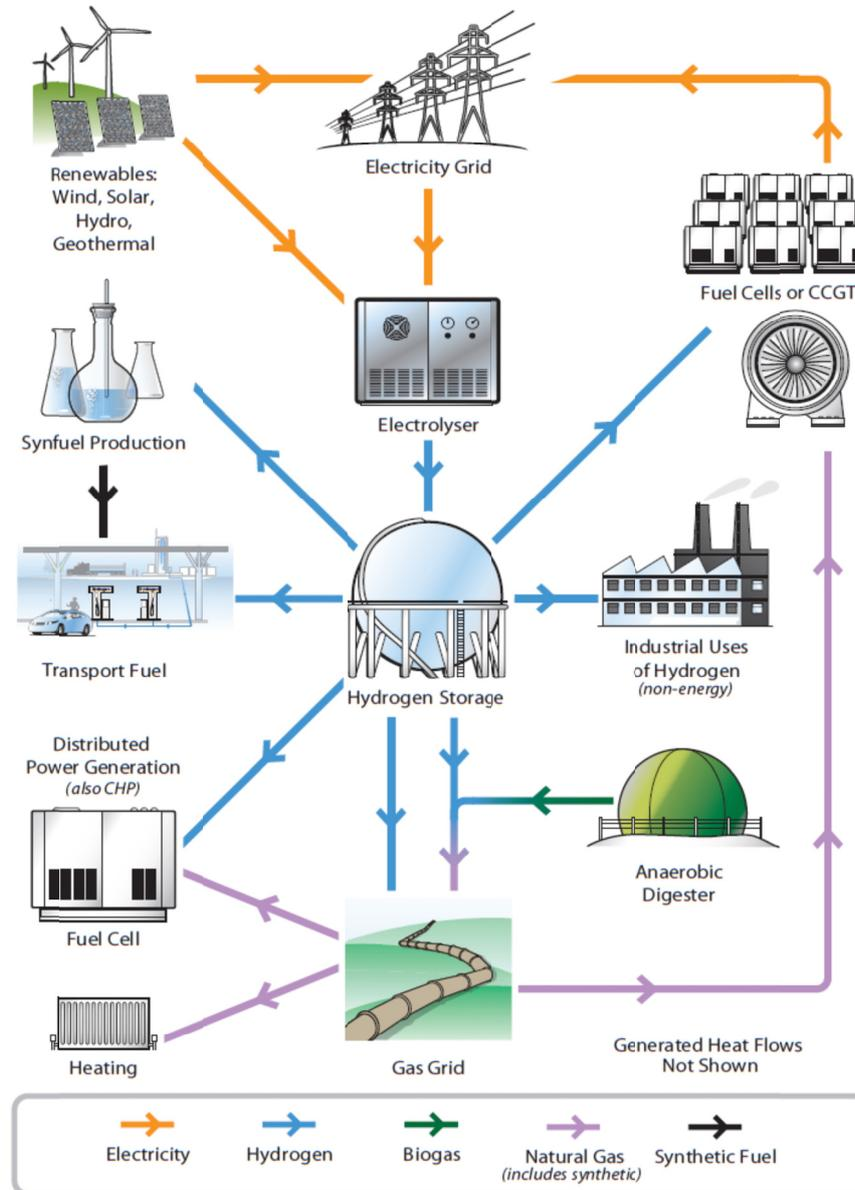 Renewables:
Wind, Solar,
Hydro,
Geothermal
Electricity Grid
Fuel Cells or CCGT
Electrolyser
Synfuel Production
Transport Fuel
Hydrogen Storage
Industrial Uses
of Hydrogen
(non-energy)
Distributed
Power Generation
(also CHP)
Fuel Cell
Anaerobic
Digester
Heating
Gas Grid
Generated Heat Flows
Not Shown
Electricity
Hydrogen
Biogas
Natural Gas
(includes synthetic)
Synthetic Fuel